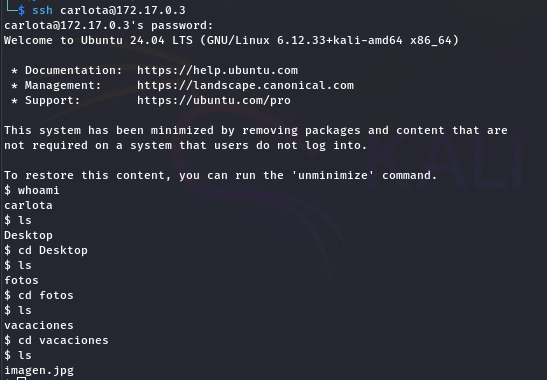 └─$ ssh carlota@172.17.0.3
carlota@172.17.0.3's password:
Welcome to Ubuntu 24.04 LTS (GNU/Linux 6.12.33+kali-amd64 x86_64)

 * Documentation:  https://help.ubuntu.com
 * Management:     https://landscape.canonical.com
 * Support:        https://ubuntu.com/pro

This system has been minimized by removing packages and content that are
not required on a system that users do not log into.

To restore this content, you can run the 'unminimize' command.
$ whoami
carlota
$ ls
Desktop
$ cd Desktop
$ ls
fotos
$ cd fotos
$ ls
vacaciones
$ cd vacaciones
$ ls
imagen.jpg
$
KALI